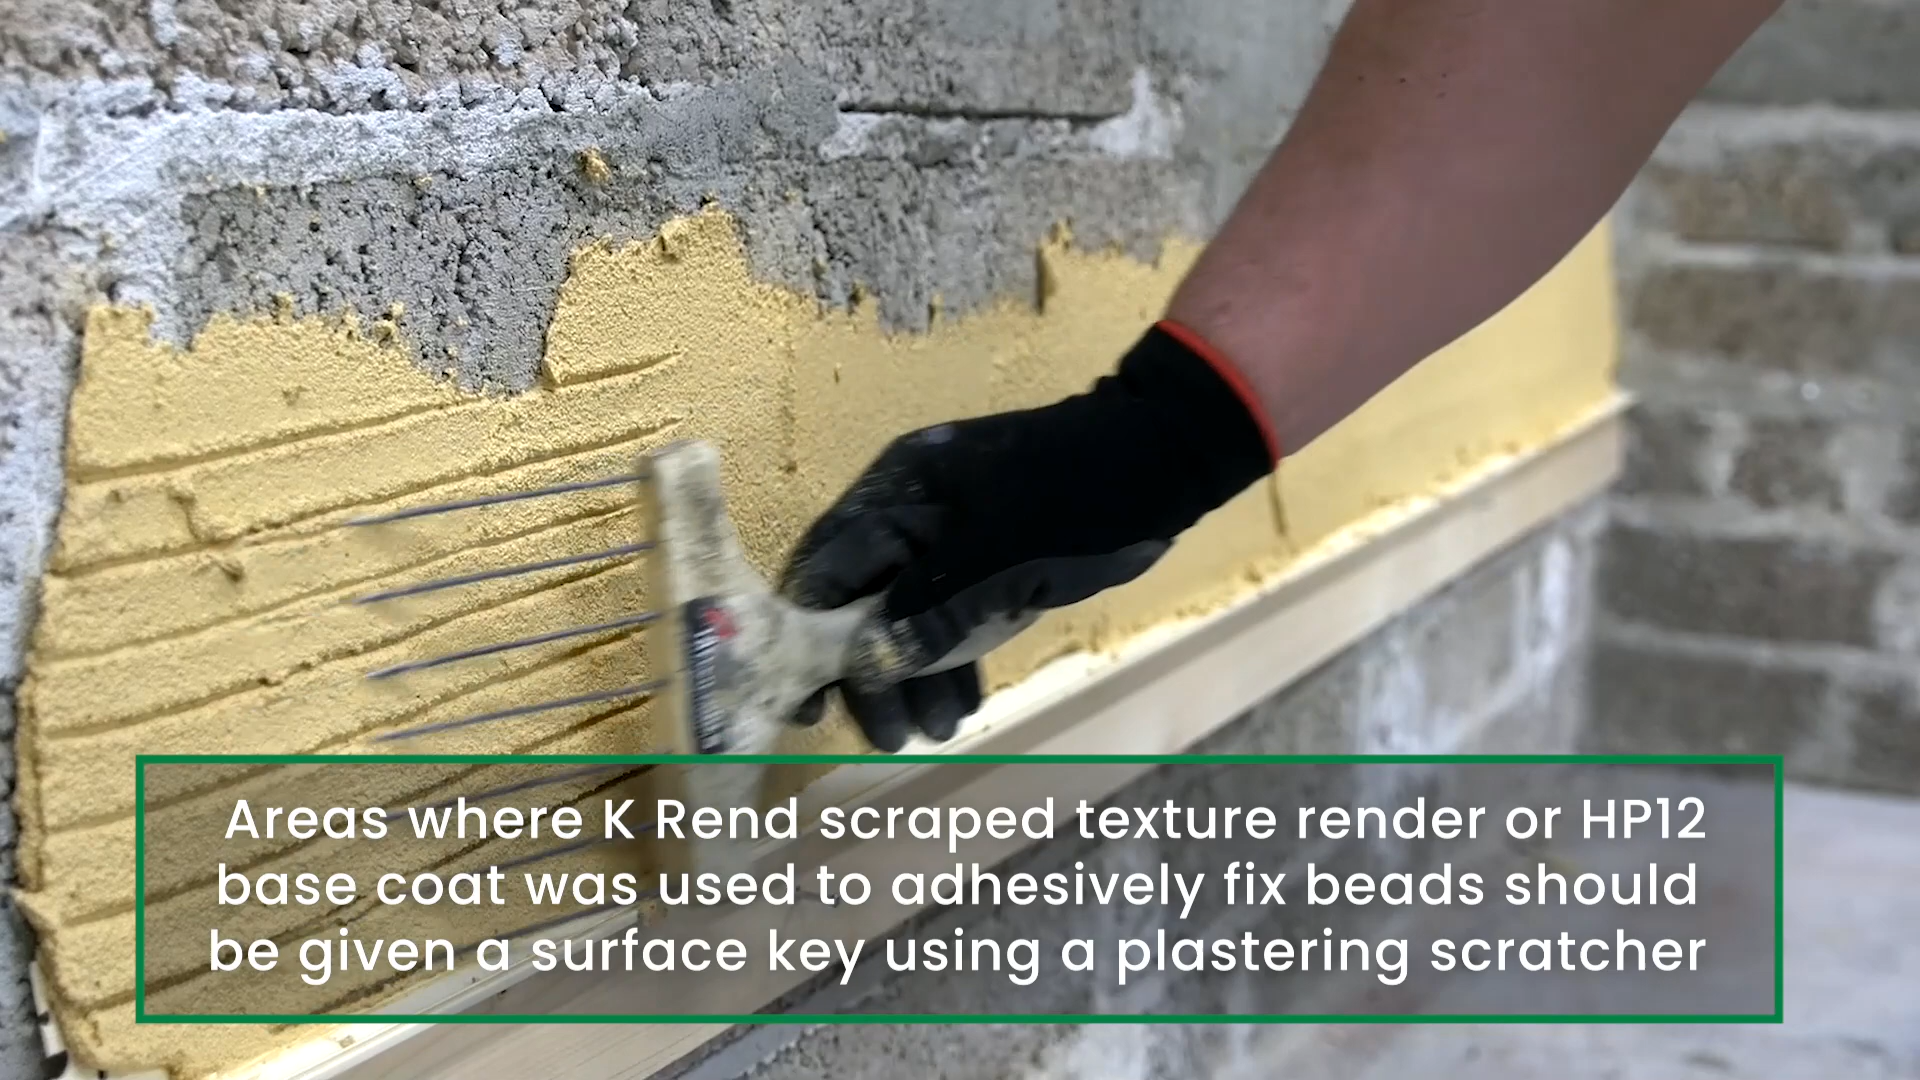 Areas where K Rend scraped texture render or HP12
base coat was used to adhesively fix beads should
be given a surface key using a plastering scratcher